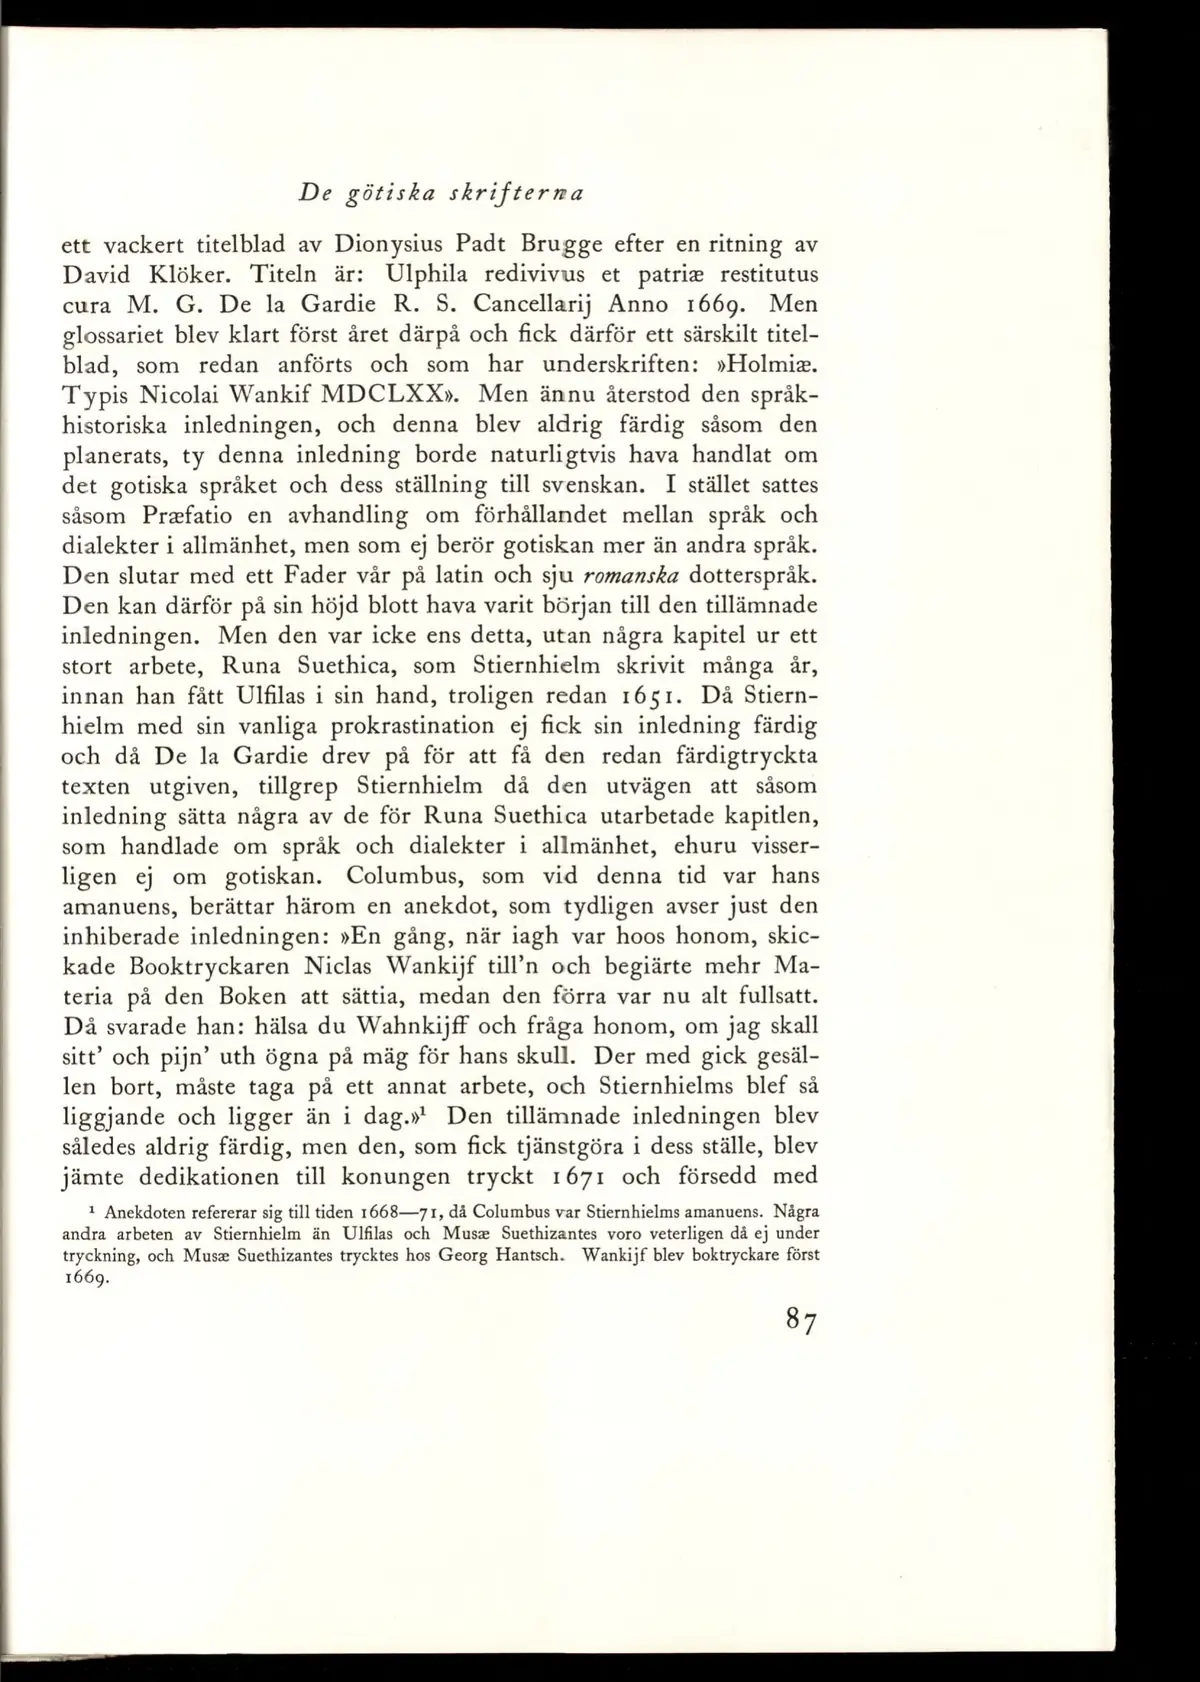 De götiska skrifterna
ett vackert titelblad av Dionysius Padt Brugge efter en ritning av
David Klöker. Titeln är: Ulphila redivivus et patriæ restitutus
cura M. G. De la Gardie R. S. Cancellarij Anno 1669. Men
glossariet blev klart först året därpå och fick därför ett särskilt titel-
blad, som redan anförts och som har underskriften: »Holmiæ.
Typis Nicolai Wankif MDCLXX». Men ännu återstod den språk-
historiska inledningen, och denna blev aldrig färdig såsom den
planerats, ty denna inledning borde naturligtvis hava handlat om
det gotiska språket och dess ställning till svenskan. I stället sattes
såsom Præfatio en avhandling om förhållandet mellan språk och
dialekter i allmänhet, men som ej berör gotiskan mer än andra språk.
Den slutar med ett Fader vår på latin och sju romanska dotterspråk.
Den kan därför på sin höjd blott hava varit början till den tillämnade
inledningen. Men den var icke ens detta, utan några kapitel ur ett
stort arbete, Runa Suethica, som Stiernhielm skrivit många år,
innan han fått Ulfilas i sin hand, troligen redan 1651. Då Stiern-
hielm med sin vanliga prokrastination ej fick sin inledning färdig
och då De la Gardie drev på för att få den redan färdigtryckta
texten utgiven, tillgrep Stiernhielm då den utvägen att såsom
inledning sätta några av de för Runa Suethica utarbetade kapitlen,
som handlade om språk och dialekter i allmänhet, ehuru visser-
ligen ej om gotiskan. Columbus, som vid denna tid var hans
amanuens, berättar härom en anekdot, som tydligen avser just den
inhiberade inledningen: »En gång, när iagh var hoos honom, skic-
kade Booktryckaren Niclas Wankijf till'n och begiärte mehr Ma-
teria på den Boken att sättia, medan den förra var nu alt fullsatt.
Då svarade han: hälsa du Wahnkijff och fråga honom, om jag skall
sitt' och pijn' uth ögna på mäg för hans skull. Der med gick gesäl-
len bort, måste taga på ett annat arbete, och Stiernhielms blef så
liggjande och ligger än i dag.»¹ Den tillämnade inledningen blev
således aldrig färdig, men den, som fick tjänstgöra i dess ställe, blev
jämte dedikationen till konungen tryckt 1671 och försedd med
¹ Anekdoten refererar sig till tiden 1668—71, då Columbus var Stiernhielms amanuens. Några
andra arbeten av Stiernhielm än Ulfilas och Musæ Suethizantes voro veterligen då ej under
tryckning, och Musæ Suethizantes trycktes hos Georg Hantsch. Wankijf blev boktryckare först
1669.
87